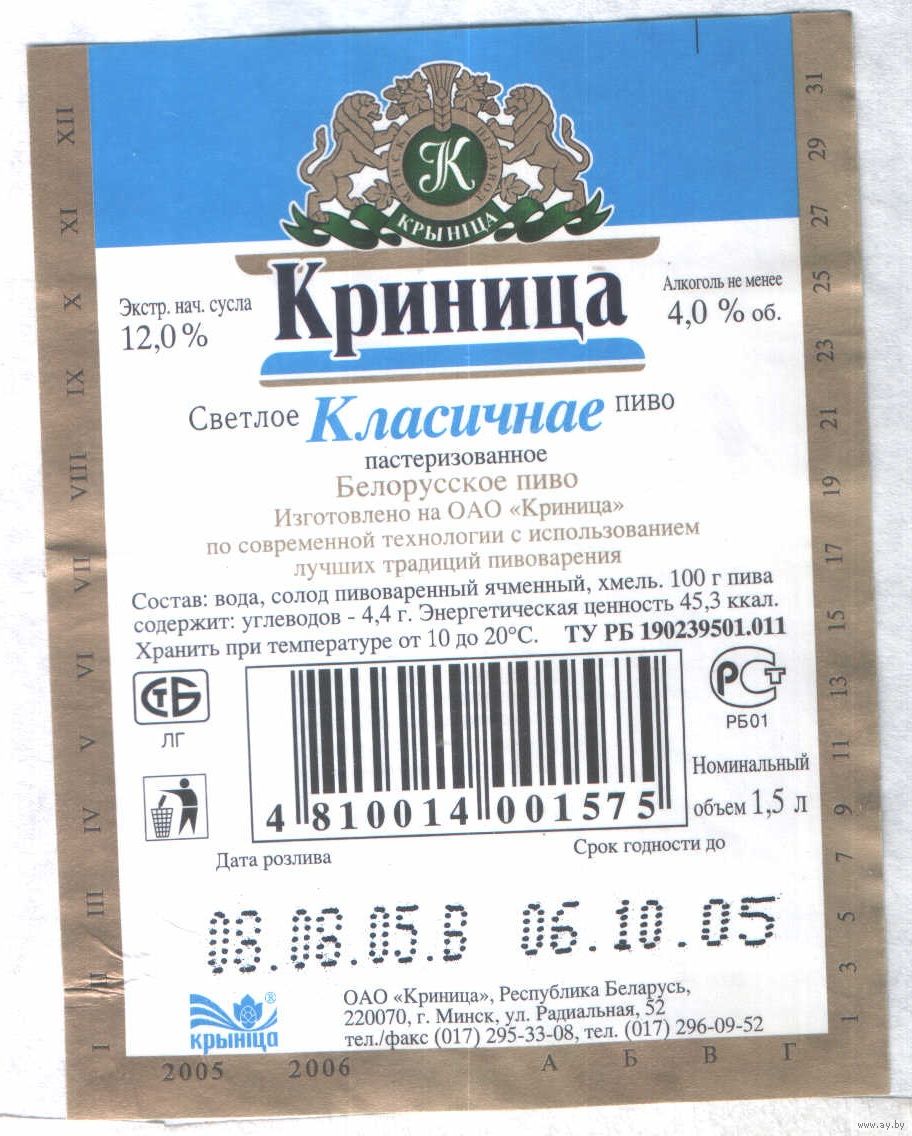 К
МІНСК ПІЎЗАВОД
КРЫНІЦА
Криница
Экстр. нач. сусла
12,0 %
Алкоголь не менее
4,0 % об.
Светлое Класичнае пиво
пастеризованное
Белорусское пиво
Изготовлено на ОАО «Криница»
по современной технологии с использованием
лучших традиций пивоварения
Состав: вода, солод пивоваренный ячменный, хмель. 100 г пива
содержит: углеводов - 4,4 г. Энергетическая ценность 45,3 ккал.
Хранить при температуре от 10 до 20°С. ТУ РБ 190239501.011
СТБ
ЛГ
РСТ
РБ01
4 810014 001575
Номинальный
объем 1,5 л
Дата розлива
Срок годности до
08.08.05.В 06.10.05
крыніца®
ОАО «Криница», Республика Беларусь,
220070, г. Минск, ул. Радиальная, 52
тел./факс (017) 295-33-08, тел. (017) 296-09-52
XII
XI
X
IX
VIII
VII
VI
V
IV
III
II
I
31
29
27
25
23
21
19
17
15
13
11
9
7
5
3
1
2005 2006 А Б В Г
www.ay.by